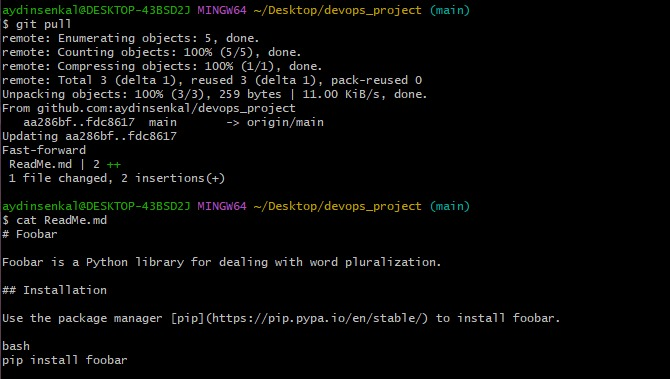 aydinsenkal@DESKTOP-43BSD2J MINGW64 ~/Desktop/devops_project (main)
$ git pull
remote: Enumerating objects: 5, done.
remote: Counting objects: 100% (5/5), done.
remote: Compressing objects: 100% (1/1), done.
remote: Total 3 (delta 1), reused 3 (delta 1), pack-reused 0
Unpacking objects: 100% (3/3), 259 bytes | 11.00 KiB/s, done.
From github.com:aydinsenkal/devops_project
   aa286bf..fdc8617  main       -> origin/main
Updating aa286bf..fdc8617
Fast-forward
 ReadMe.md | 2 ++
 1 file changed, 2 insertions(+)

aydinsenkal@DESKTOP-43BSD2J MINGW64 ~/Desktop/devops_project (main)
$ cat ReadMe.md
# Foobar

Foobar is a Python library for dealing with word pluralization.

## Installation

Use the package manager [pip](https://pip.pypa.io/en/stable/) to install foobar.

bash
pip install foobar